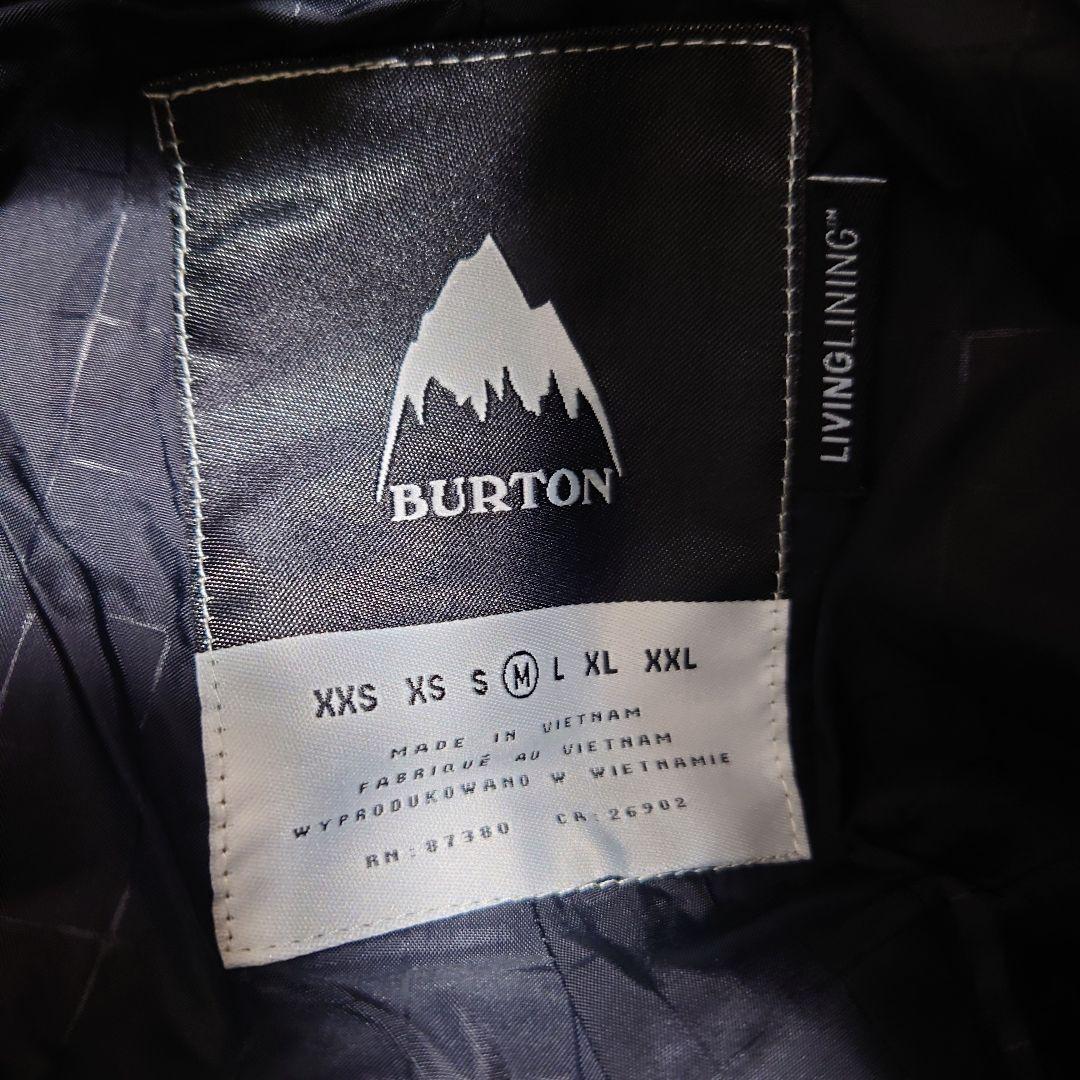 BURTON
LIVINGLINING™
XXS XS S M L XL XXL
MADE IN VIETNAM
FABRIQUÉ AU VIETNAM
WYPRODUKOWANO W WIETNAMIE
RN: 87380 CA: 26902